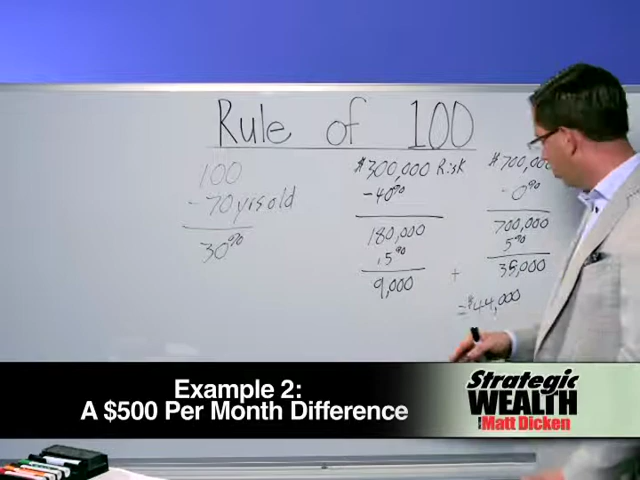 Rule of 100
100
- 70 yrs old
30%
$300,000 Risk
- 40%
180,000
.5%
9,000
+
$700,000
- 0%
700,000
5%
35,000
=$44,000
Example 2:
A $500 Per Month Difference
Strategic
WEALTH
Matt Dicken